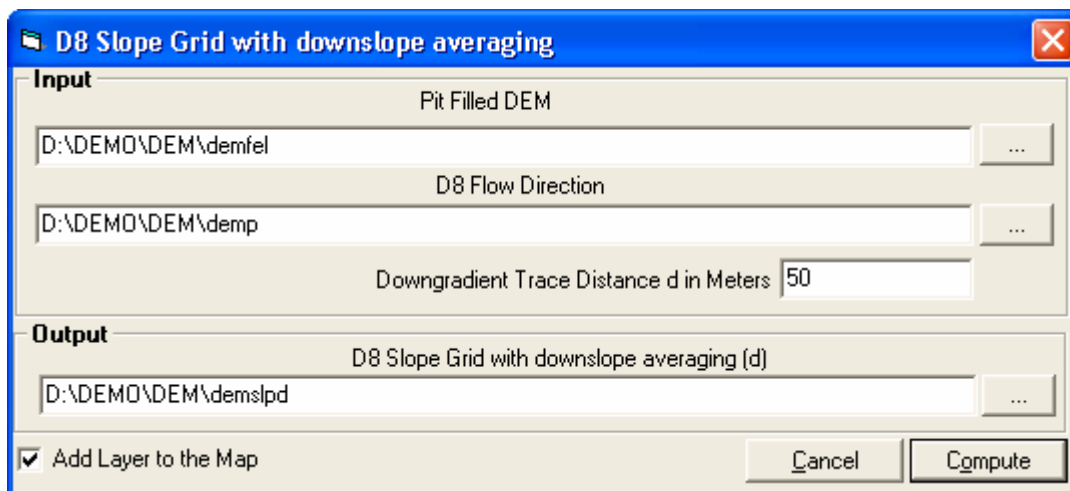 D8 Slope Grid with downslope averaging
Input
Pit Filled DEM
D:\DEMO\DEM\demfel
...
D8 Flow Direction
D:\DEMO\DEM\demp
...
Downgradient Trace Distance d in Meters 50
Output
D8 Slope Grid with downslope averaging (d)
D:\DEMO\DEM\demslpd
...
Add Layer to the Map
Cancel
Compute